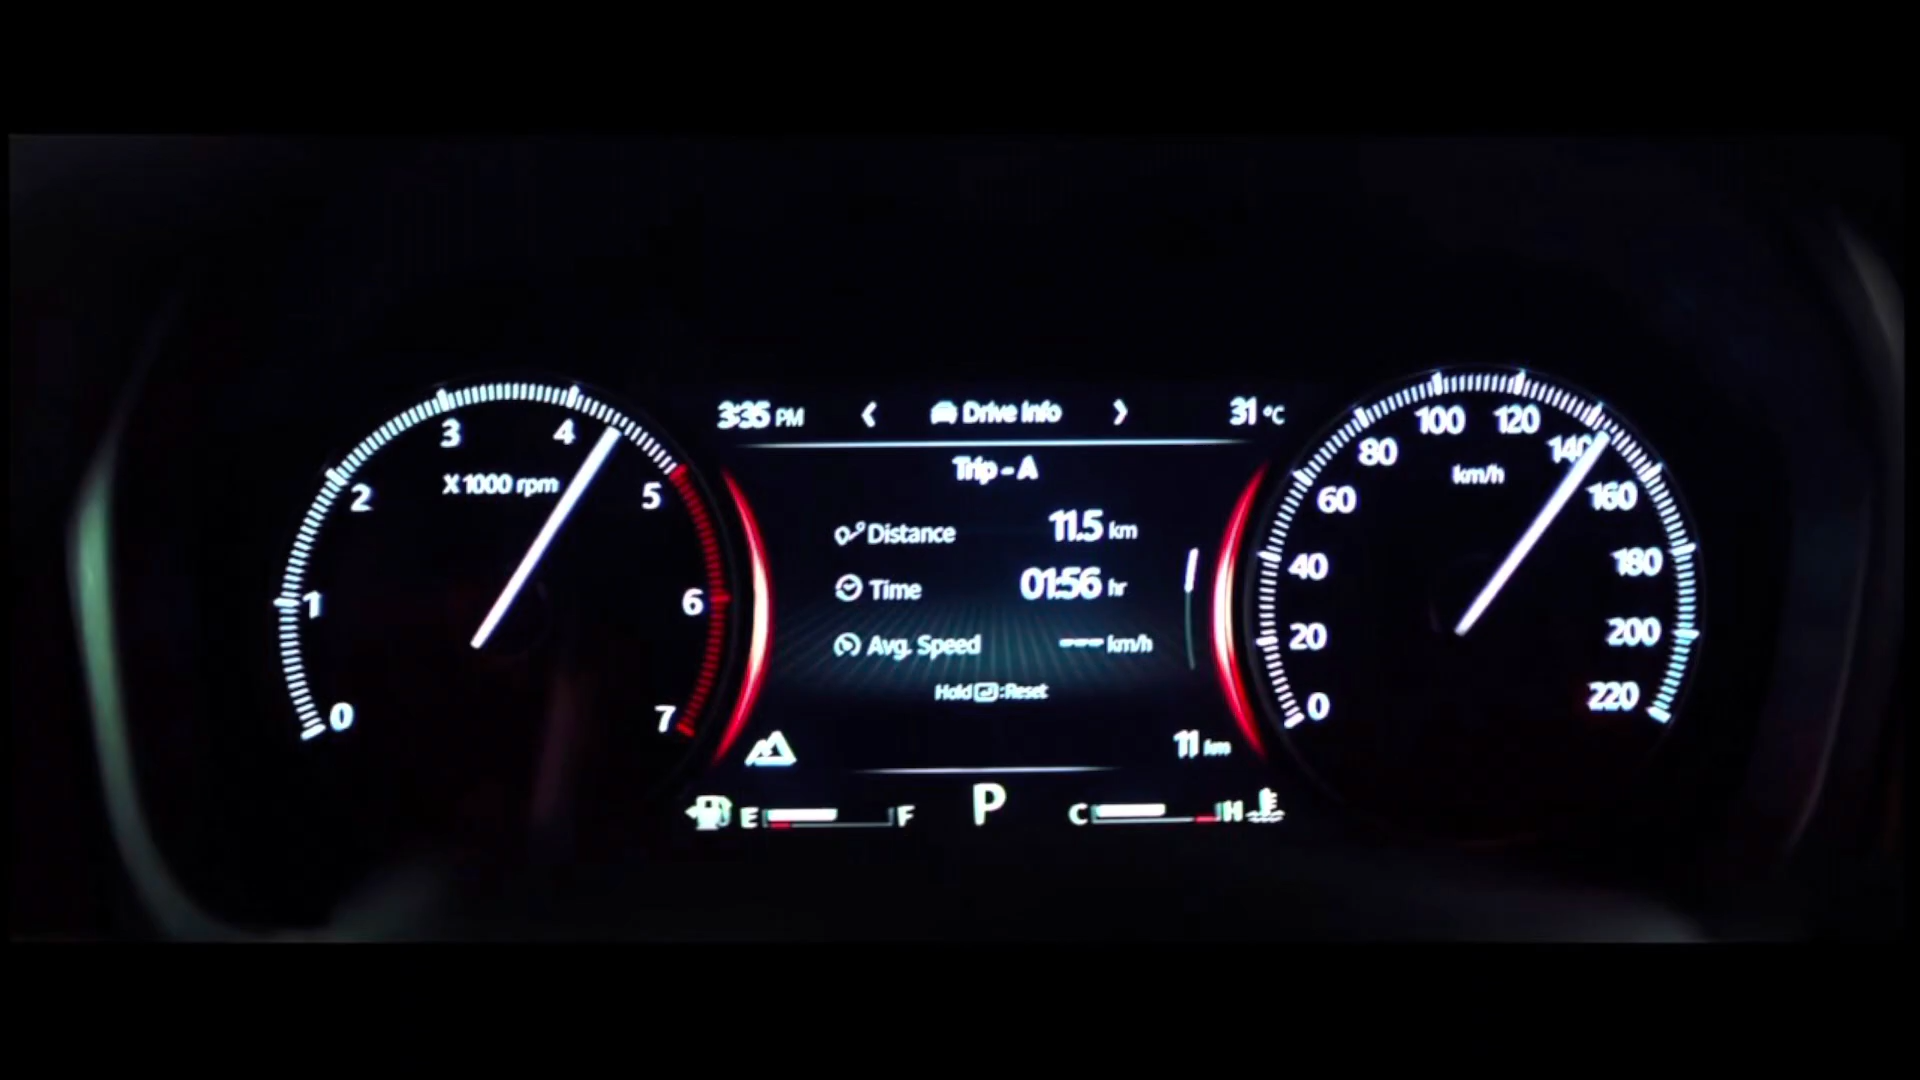 3:35 PM < Drive Info > 31 °C
Trip - A
Distance 11.5 km
Time 01:56 hr
Avg. Speed --- km/h
Hold :Reset
11 km
E F P C H
0
1
2
3
4
5
6
7
X 1000 rpm
0
20
40
60
80
100
120
140
160
180
200
220
km/h